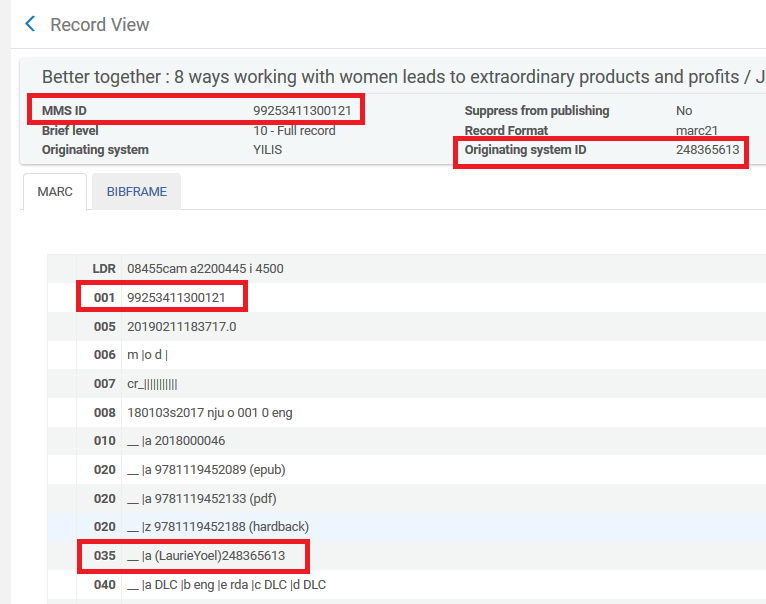 Record View
Better together : 8 ways working with women leads to extraordinary products and profits / J
MMS ID 99253411300121 Suppress from publishing No
Brief level 10 - Full record Record Format marc21
Originating system YILIS Originating system ID 248365613
MARC BIBFRAME
LDR 08455cam a2200445 i 4500
001 99253411300121
005 20190211183717.0
006 m |o d |
007 cr_|||||||||||
008 180103s2017 nju o 001 0 eng
010 __ |a 2018000046
020 __ |a 9781119452089 (epub)
020 __ |a 9781119452133 (pdf)
020 __ |z 9781119452188 (hardback)
035 __ |a (LaurieYoel)248365613
040 __ |a DLC |b eng |e rda |c DLC |d DLC